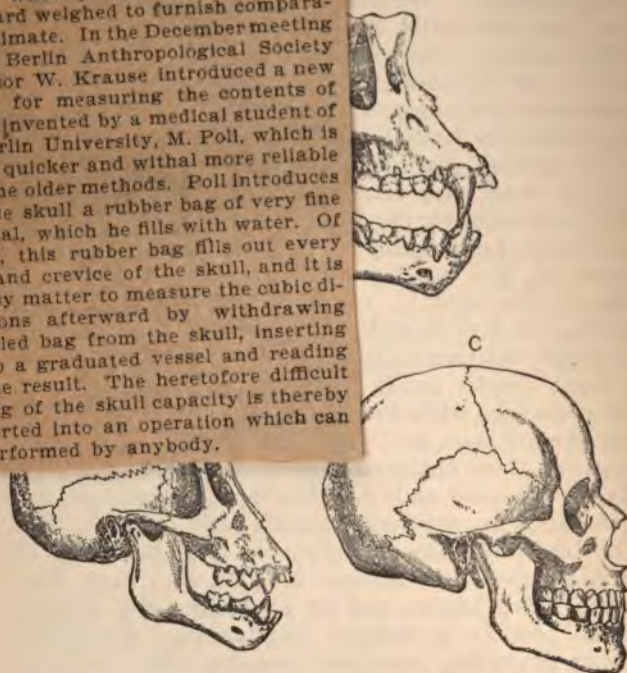 ard weighed to furnish compara-
imate. In the December meeting
Berlin Anthropological Society
or W. Krause introduced a new
for measuring the contents of
invented by a medical student of
rlin University, M. Poll, which is
quicker and withal more reliable
he older methods. Poll introduces
e skull a rubber bag of very fine
al, which he fills with water. Of
, this rubber bag fills out every
and crevice of the skull, and it is
y matter to measure the cubic di-
ons afterward by withdrawing
led bag from the skull, inserting
o a graduated vessel and reading
e result. The heretofore difficult
g of the skull capacity is thereby
rted into an operation which can
rformed by anybody.
C